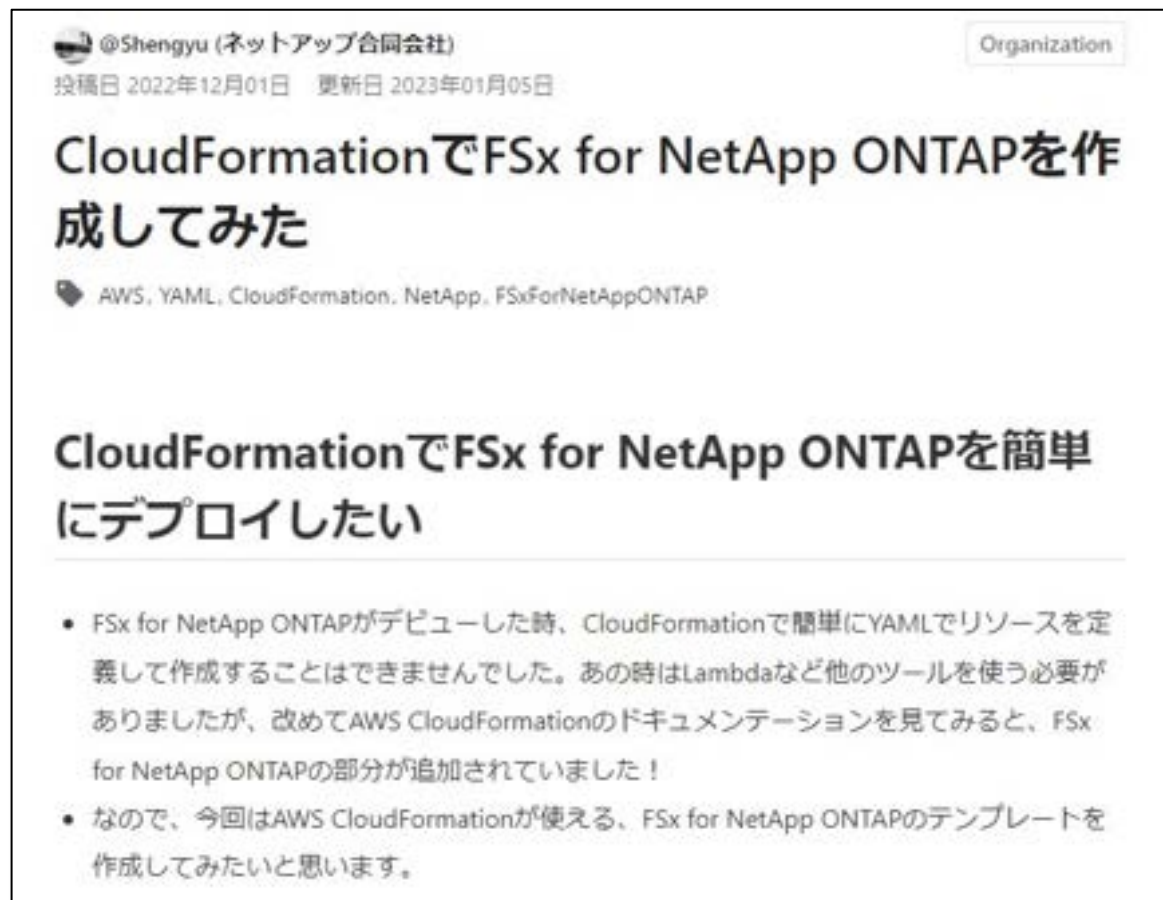 @Shengyu (ネットアップ合同会社)
Organization
投稿日 2022年12月01日 更新日 2023年01月05日
CloudFormationでFSx for NetApp ONTAPを作
成してみた
AWS, YAML, CloudFormation, NetApp, FSxForNetAppONTAP
CloudFormationでFSx for NetApp ONTAPを簡単
にデプロイしたい
• FSx for NetApp ONTAPがデビューした時、CloudFormationで簡単にYAMLでリソースを定
義して作成することはできませんでした。あの時はLambdaなど他のツールを使う必要が
ありましたが、改めてAWS CloudFormationのドキュメンテーションを見てみると、FSx
for NetApp ONTAPの部分が追加されていました！
• なので、今回はAWS CloudFormationが使える、FSx for NetApp ONTAPのテンプレートを
作成してみたいと思います。